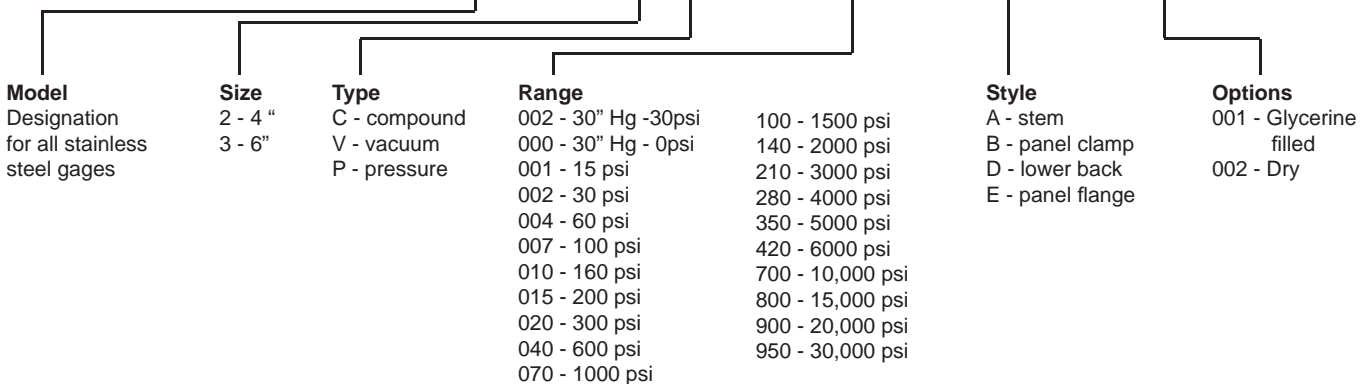 Model
Designation
for all stainless
steel gages
Size
2 - 4 “
3 - 6”
Type
C - compound
V - vacuum
P - pressure
Range
002 - 30” Hg -30psi
000 - 30” Hg - 0psi
001 - 15 psi
002 - 30 psi
004 - 60 psi
007 - 100 psi
010 - 160 psi
015 - 200 psi
020 - 300 psi
040 - 600 psi
070 - 1000 psi
100 - 1500 psi
140 - 2000 psi
210 - 3000 psi
280 - 4000 psi
350 - 5000 psi
420 - 6000 psi
700 - 10,000 psi
800 - 15,000 psi
900 - 20,000 psi
950 - 30,000 psi
Style
A - stem
B - panel clamp
D - lower back
E - panel flange
Options
001 - Glycerine
filled
002 - Dry